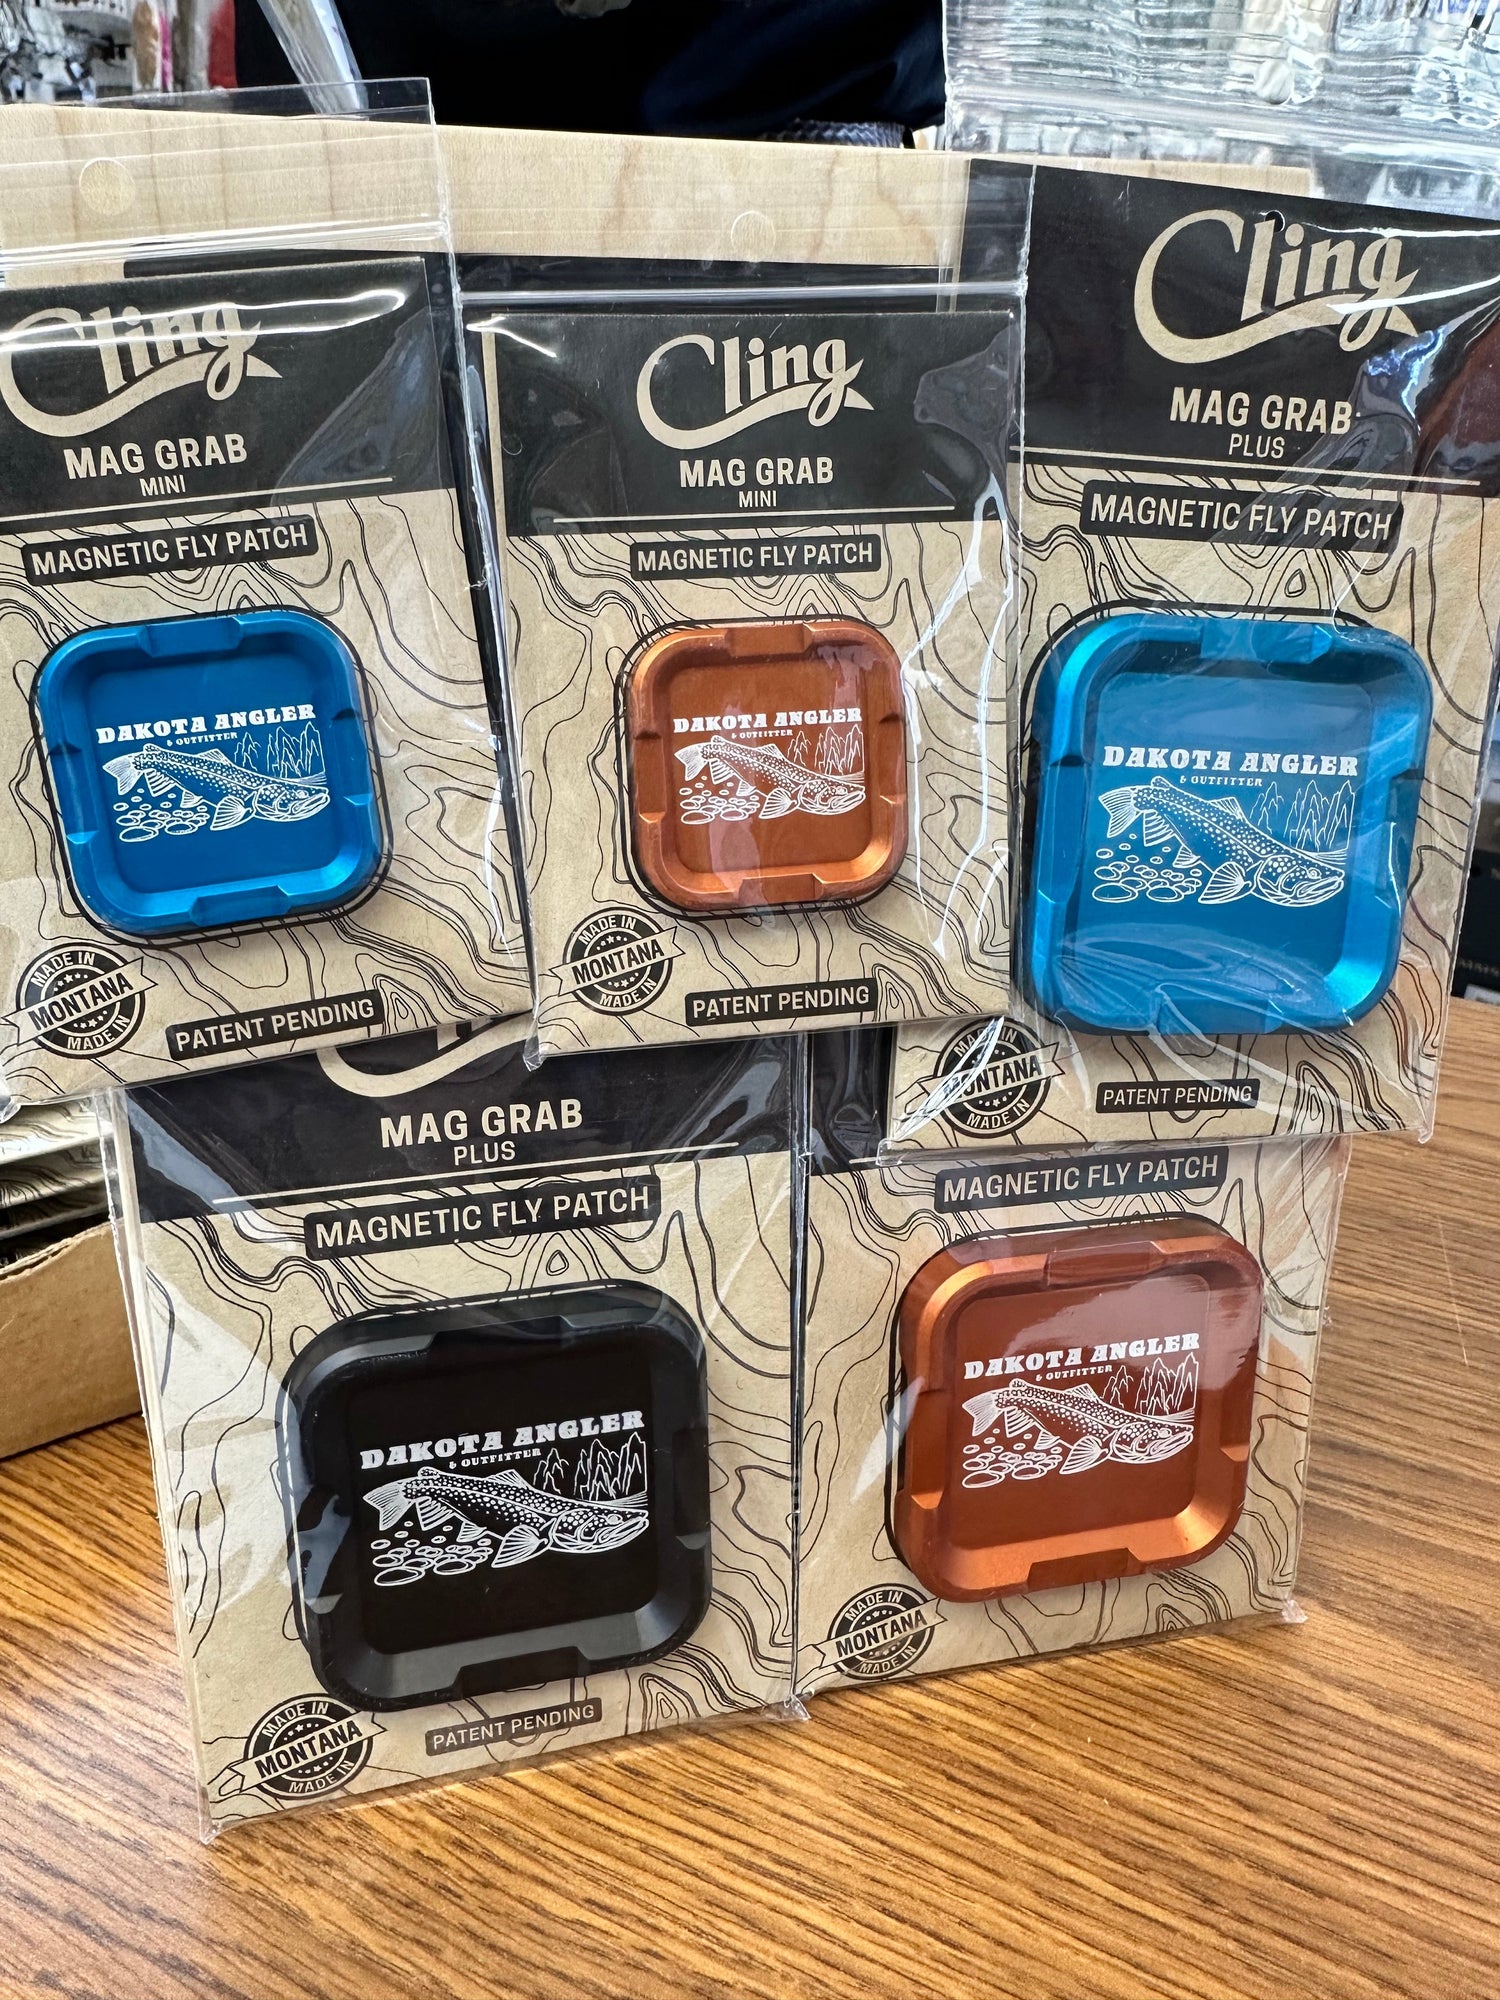 Cling
MAG GRAB
MINI
MAGNETIC FLY PATCH
DAKOTA ANGLER
& OUTFITTER
MADE IN
MONTANA
MADE IN
PATENT PENDING
Cling
MAG GRAB
MINI
MAGNETIC FLY PATCH
DAKOTA ANGLER
& OUTFITTER
MADE IN
MONTANA
MADE IN
PATENT PENDING
Cling
MAG GRAB
PLUS
MAGNETIC FLY PATCH
DAKOTA ANGLER
& OUTFITTER
MADE IN
MONTANA
MADE IN
PATENT PENDING
MAG GRAB
PLUS
MAGNETIC FLY PATCH
DAKOTA ANGLER
& OUTFITTER
MADE IN
MONTANA
MADE IN
PATENT PENDING
MAGNETIC FLY PATCH
DAKOTA ANGLER
& OUTFITTER
MADE IN
MONTANA
MADE IN